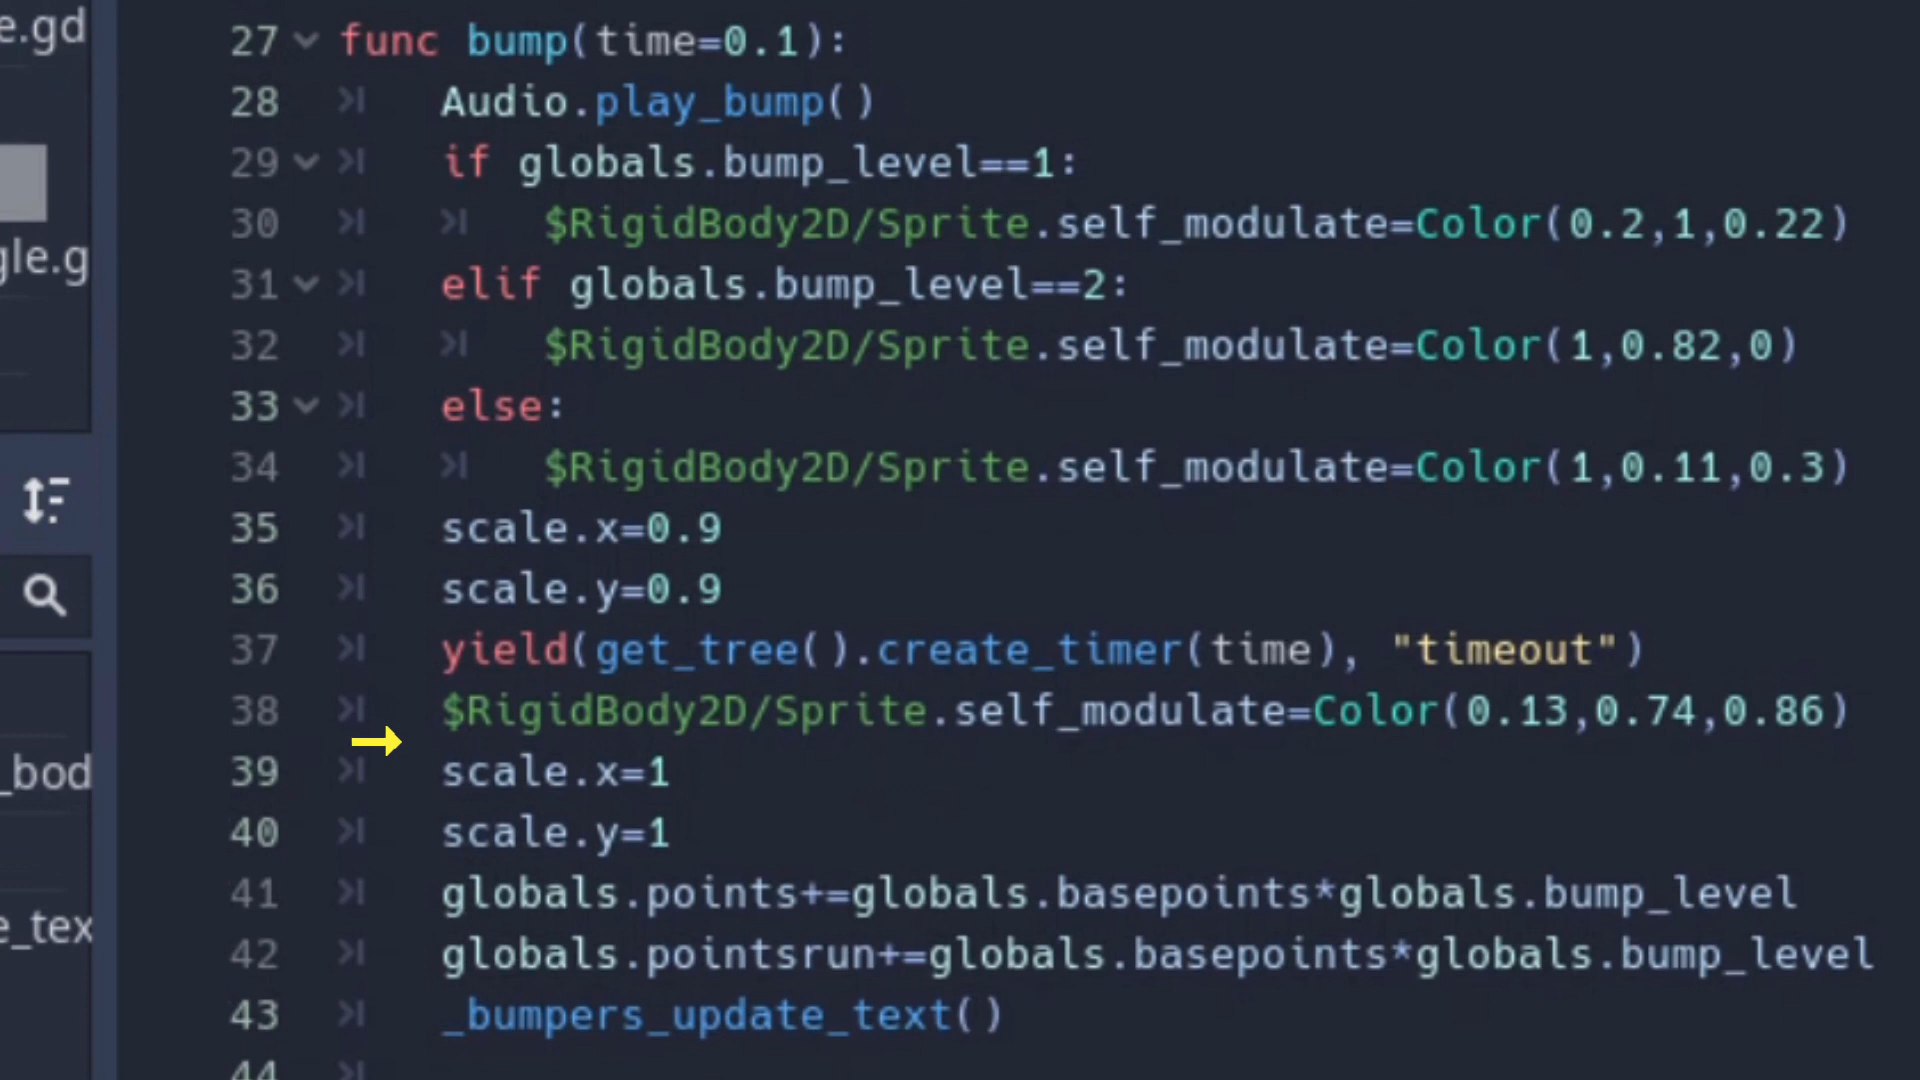 e.gd
gle.g
_bod
e_tex
27 func bump(time=0.1):
28 Audio.play_bump()
29 if globals.bump_level==1:
30 $RigidBody2D/Sprite.self_modulate=Color(0.2,1,0.22)
31 elif globals.bump_level==2:
32 $RigidBody2D/Sprite.self_modulate=Color(1,0.82,0)
33 else:
34 $RigidBody2D/Sprite.self_modulate=Color(1,0.11,0.3)
35 scale.x=0.9
36 scale.y=0.9
37 yield(get_tree().create_timer(time), "timeout")
38 $RigidBody2D/Sprite.self_modulate=Color(0.13,0.74,0.86)
39 scale.x=1
40 scale.y=1
41 globals.points+=globals.basepoints*globals.bump_level
42 globals.pointsrun+=globals.basepoints*globals.bump_level
43 _bumpers_update_text()
44